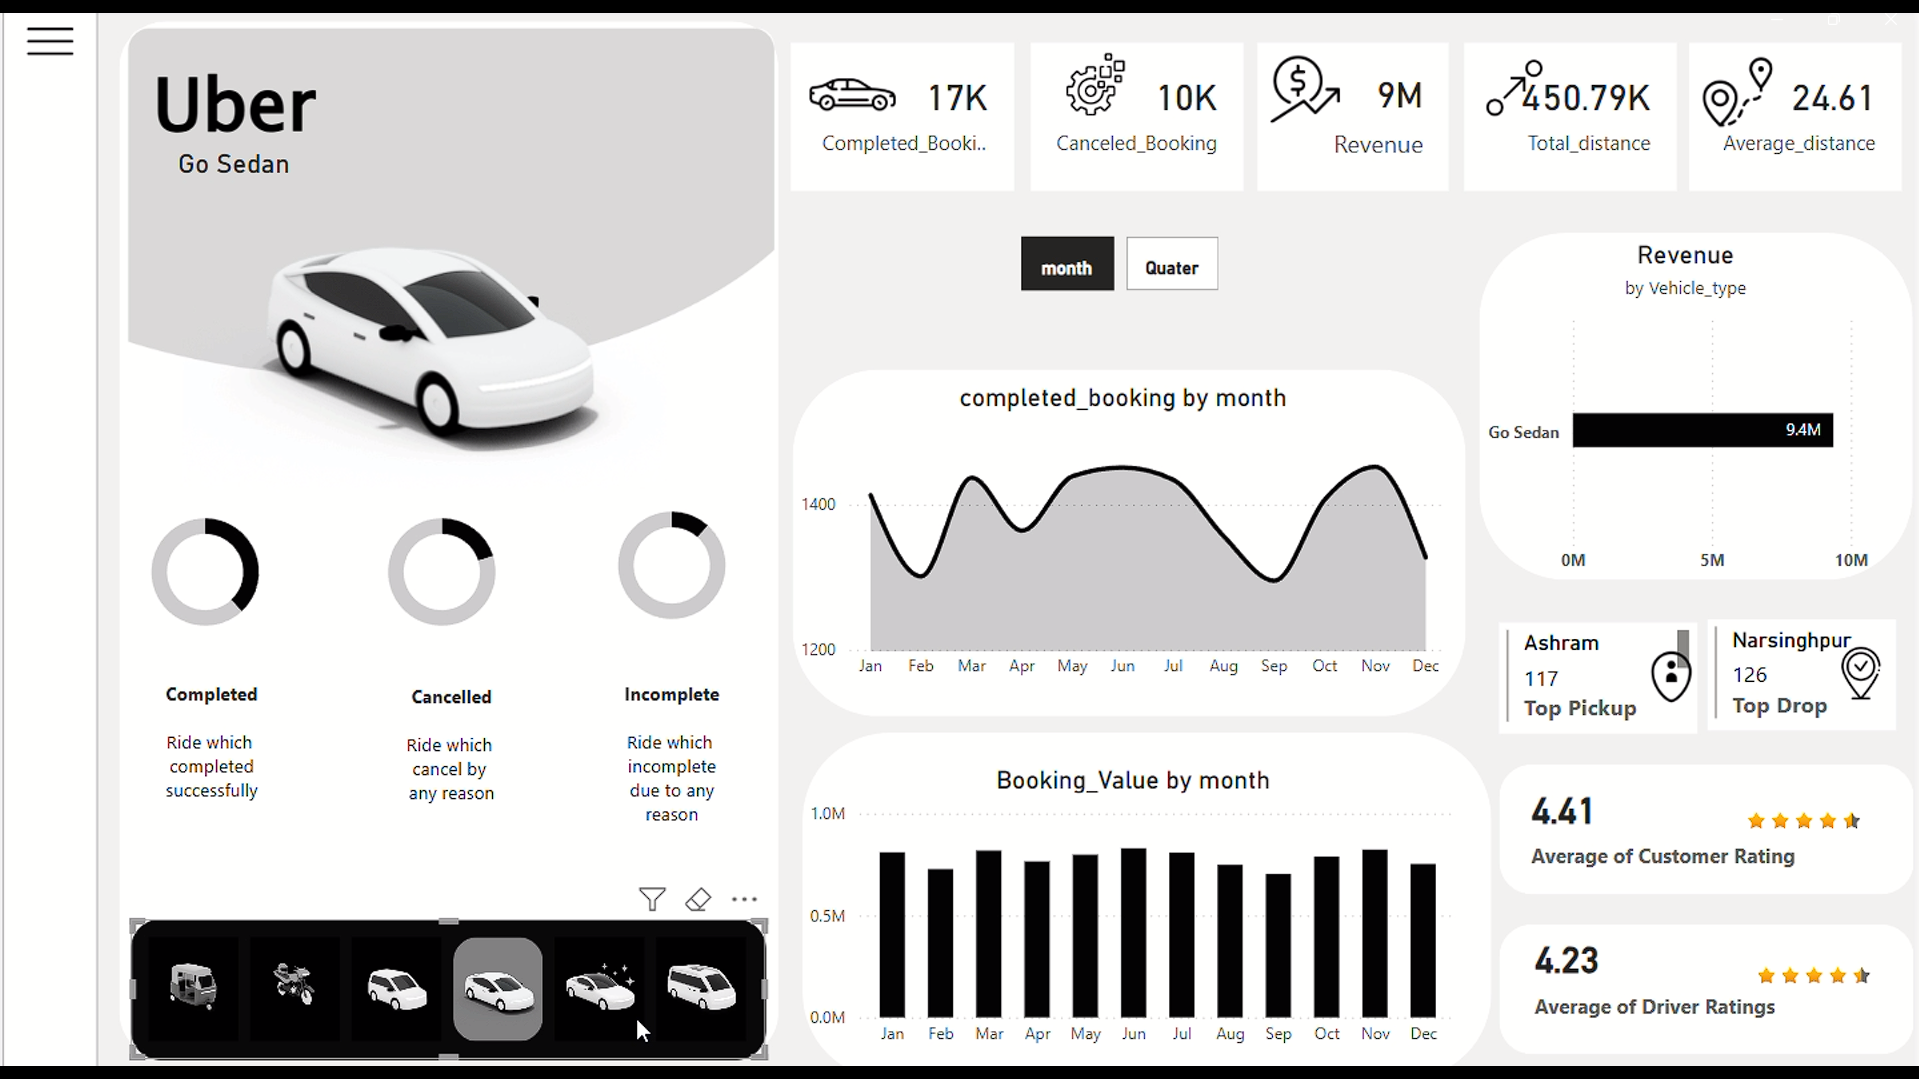 Uber
Go Sedan
17K
Completed_Booki..
10K
Canceled_Booking
9M
Revenue
450.79K
Total_distance
24.61
Average_distance
month
Quater
Revenue
by Vehicle_type
Go Sedan
9.4M
0M
5M
10M
completed_booking by month
1400
1200
Jan
Feb
Mar
Apr
May
Jun
Jul
Aug
Sep
Oct
Nov
Dec
Completed
Ride which
completed
successfully
Cancelled
Ride which
cancel by
any reason
Incomplete
Ride which
incomplete
due to any
reason
Ashram
117
Top Pickup
Narsinghpur
126
Top Drop
Booking_Value by month
1.0M
0.5M
0.0M
Jan
Feb
Mar
Apr
May
Jun
Jul
Aug
Sep
Oct
Nov
Dec
4.41
Average of Customer Rating
4.23
Average of Driver Ratings